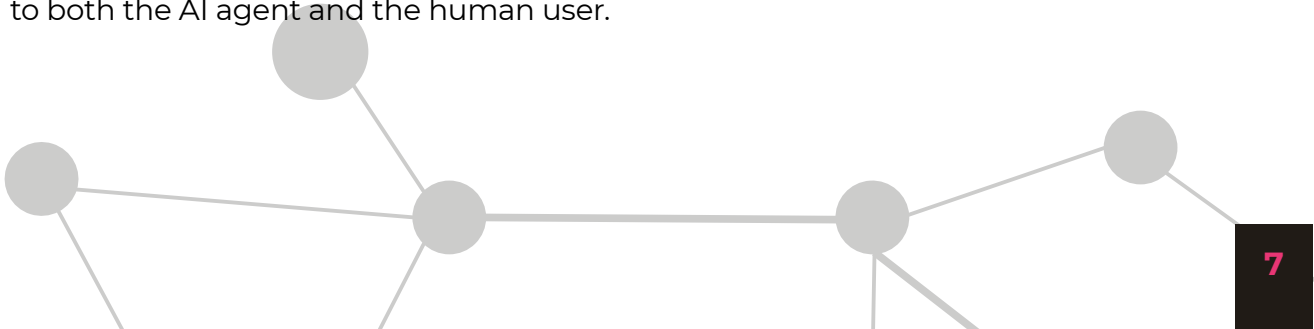 to both the AI agent and the human user.
7